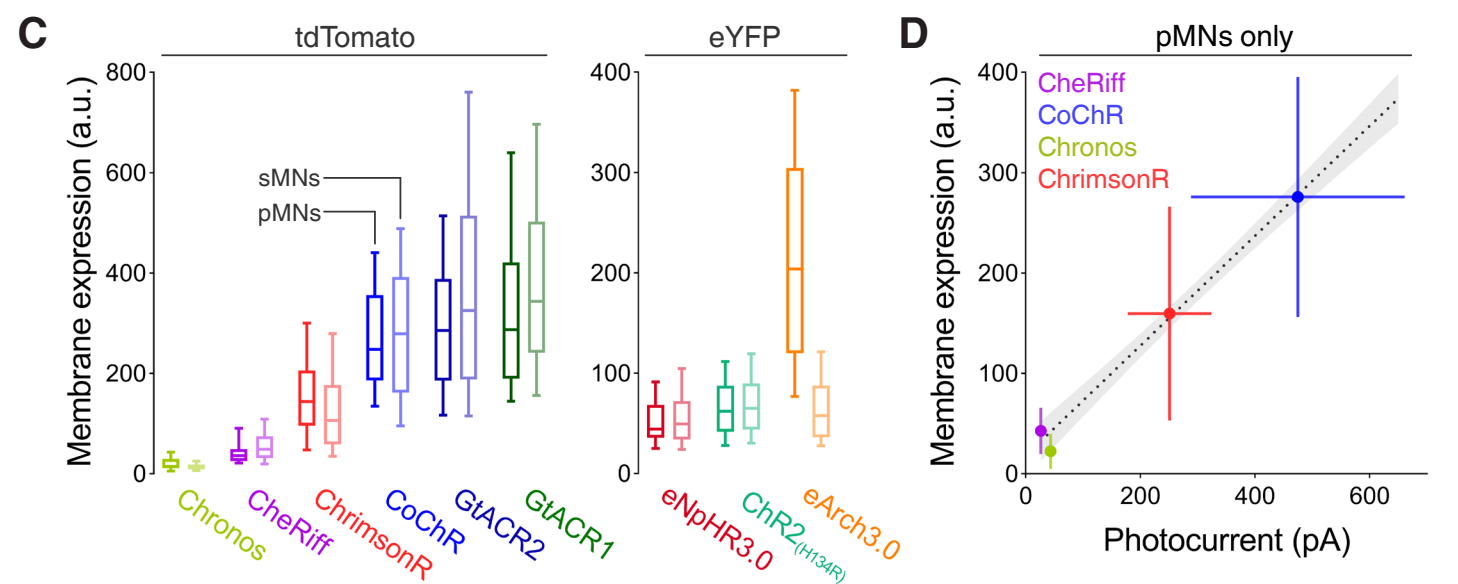 C
tdTomato
eYFP
Membrane expression (a.u.)
800
600
400
200
0
sMNs
pMNs
Chronos
CheRiff
ChrimsonR
CoChR
GtACR2
GtACR1
400
300
200
100
0
eNpHR3.0
ChR2(H134R)
eArch3.0
D
pMNs only
Membrane expression (a.u.)
400
300
200
100
0
CheRiff
CoChR
Chronos
ChrimsonR
0
200
400
600
Photocurrent (pA)